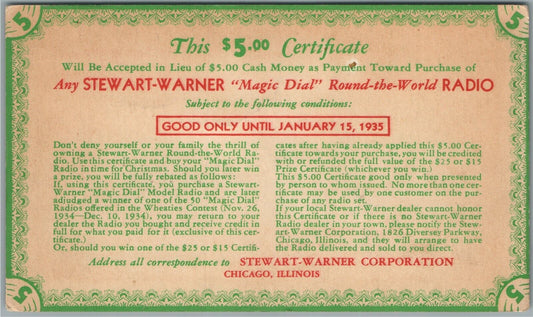 5 5
This $5.00 Certificate
Will Be Accepted in Lieu of $5.00 Cash Money as Payment Toward Purchase of
Any STEWART-WARNER "Magic Dial" Round-the-World RADIO
Subject to the following conditions:
GOOD ONLY UNTIL JANUARY 15, 1935
Don't deny yourself or your family the thrill of
owning a Stewart-Warner Round-the-World Ra-
dio. Use this certificate and buy your "Magic Dial"
Radio in time for Christmas. Should you later win
a prize, you will be fully rebated as follows:
If, using this certificate, you purchase a Stewart-
Warner "Magic Dial" Model Radio and are later
adjudged a winner of one of the 50 "Magic Dial"
Radios offered in the Wheaties Contest (Nov. 26,
1934—Dec. 10, 1934), you may return to your
dealer the Radio you bought and receive credit in
full for what you paid for it (exclusive of this cer-
tificate.)
Or, should you win one of the $25 or $15 Certifi-
cates after having already applied this $5.00 Cer-
tificate towards your purchase, you will be credited
with or refunded the full value of the $25 or $15
Prize Certificate (whichever you win.)
This $5.00 Certificate good only when presented
by person to whom issued. No more than one cer-
tificate may be used by one customer on the pur-
chase of any radio set.
If your local Stewart-Warner dealer cannot honor
this Certificate or if there is no Stewart-Warner
Radio dealer in your town, please notify the Stew-
art-Warner Corporation, 1826 Diversey Parkway,
Chicago, Illinois, and they will arrange to have
the Radio delivered and sold to you direct.
Address all correspondence to STEWART-WARNER CORPORATION
CHICAGO, ILLINOIS
5 5